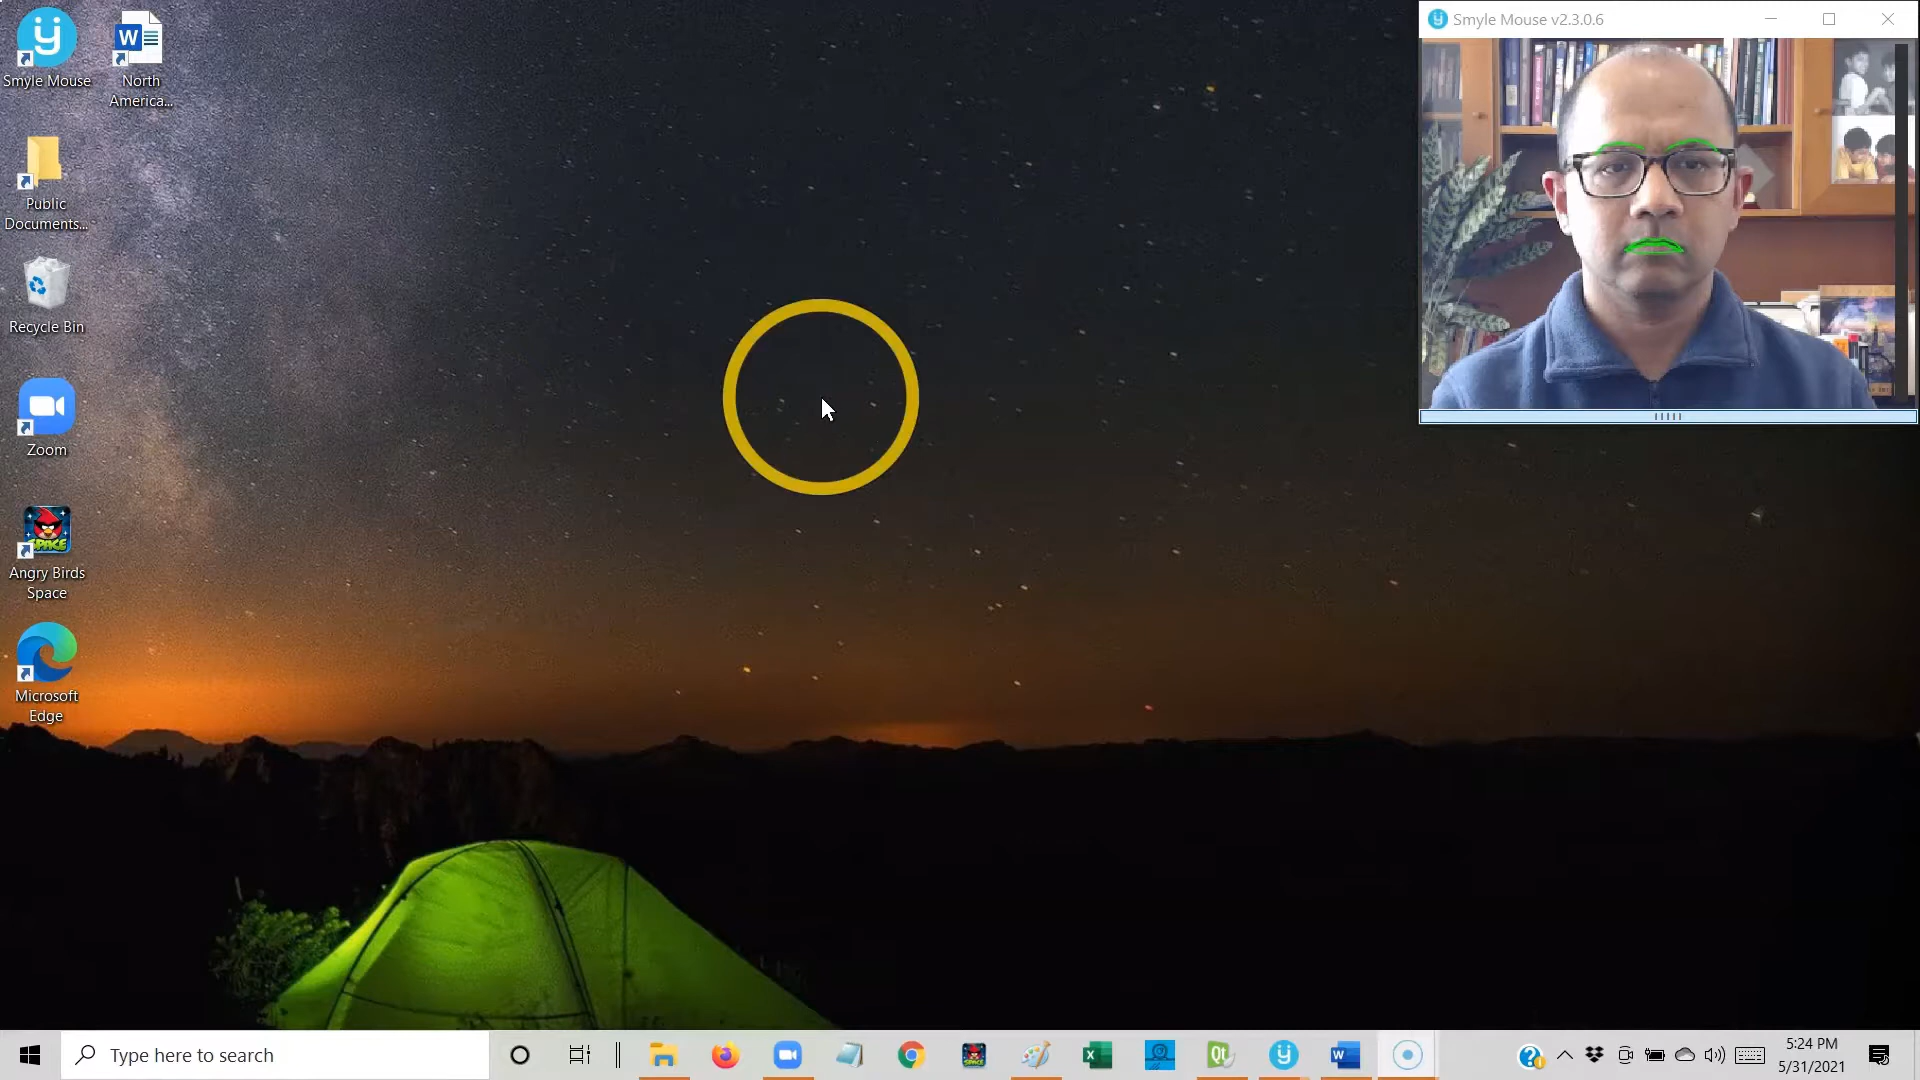 Smyle Mouse
North
America...
Public
Documents...
Recycle Bin
Zoom
Angry Birds
Space
Microsoft
Edge
Smyle Mouse v2.3.0.6
Type here to search
5:24 PM
5/31/2021